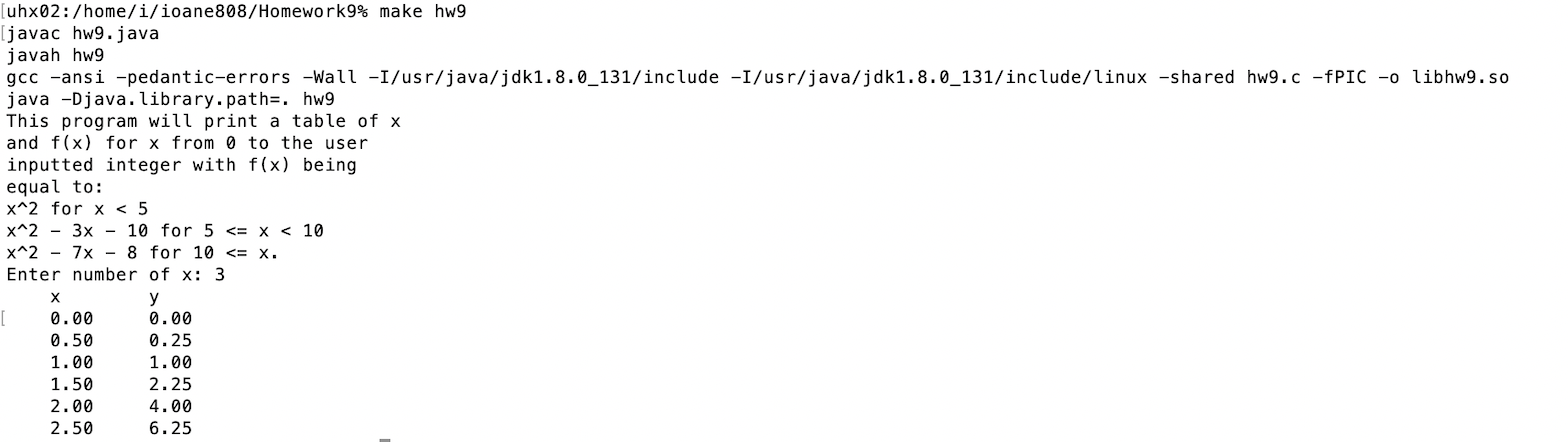 [uhx02:/home/i/ioane808/Homework9% make hw9
[javac hw9.java
javah hw9
gcc -ansi -pedantic-errors -Wall -I/usr/java/jdk1.8.0_131/include -I/usr/java/jdk1.8.0_131/include/linux -shared hw9.c -fPIC -o libhw9.so
java -Djava.library.path=. hw9
This program will print a table of x
and f(x) for x from 0 to the user
inputted integer with f(x) being
equal to:
x^2 for x < 5
x^2 - 3x - 10 for 5 <= x < 10
x^2 - 7x - 8 for 10 <= x.
Enter number of x: 3
    x        y
[    0.00     0.00
    0.50     0.25
    1.00     1.00
    1.50     2.25
    2.00     4.00
    2.50     6.25